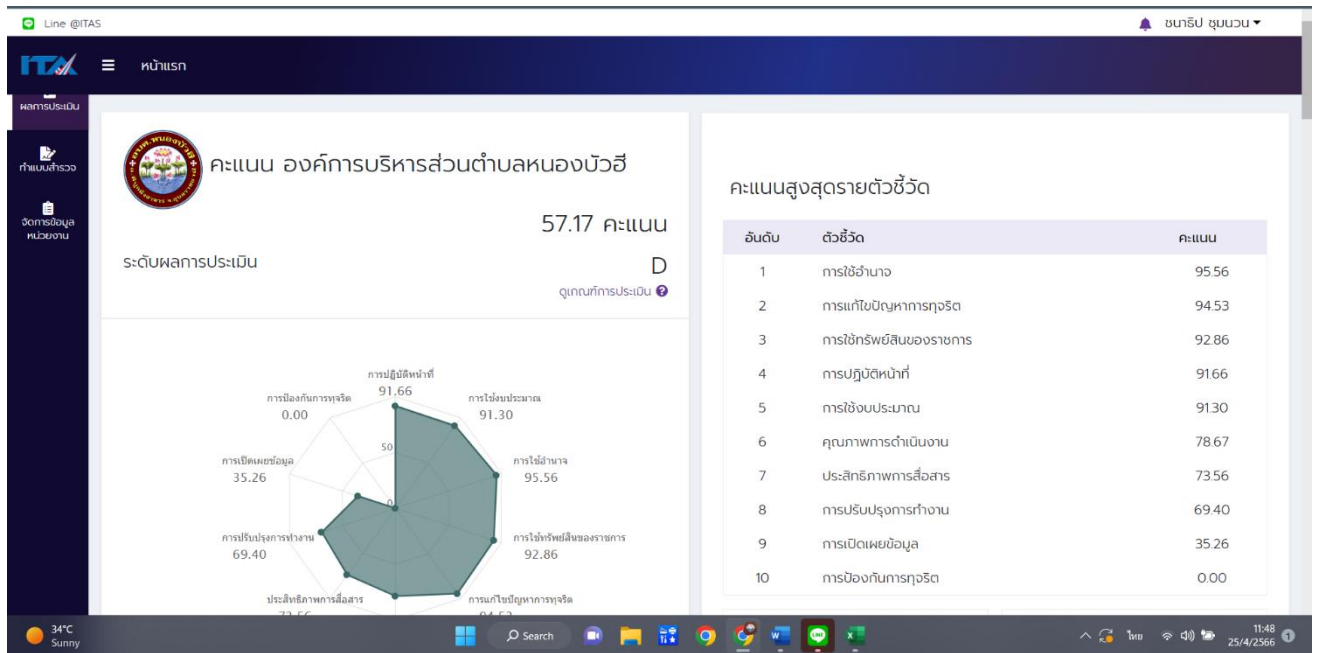 Line @ITAS
ชนาธิป ชุมนวน
ITA
หน้าแรก
ผลการประเมิน
ทำแบบสำรวจ
จัดการข้อมูล
หน่วยงาน
คะแนน องค์การบริหารส่วนตำบลหนองบัวฮี
57.17 คะแนน
ระดับผลการประเมิน
D
ดูเกณฑ์การประเมิน
การปฏิบัติหน้าที่
91.66
การป้องกันการทุจริต
0.00
การใช้งบประมาณ
91.30
50
0
การเปิดเผยข้อมูล
35.26
การใช้อำนาจ
95.56
การปรับปรุงการทำงาน
69.40
การใช้ทรัพย์สินของราชการ
92.86
ประสิทธิภาพการสื่อสาร
73.56
การแก้ไขปัญหาการทุจริต
94.53
คะแนนสูงสุดรายตัวชี้วัด
อันดับ ตัวชี้วัด คะแนน
1 การใช้อำนาจ 95.56
2 การแก้ไขปัญหาการทุจริต 94.53
3 การใช้ทรัพย์สินของราชการ 92.86
4 การปฏิบัติหน้าที่ 91.66
5 การใช้งบประมาณ 91.30
6 คุณภาพการดำเนินงาน 78.67
7 ประสิทธิภาพการสื่อสาร 73.56
8 การปรับปรุงการทำงาน 69.40
9 การเปิดเผยข้อมูล 35.26
10 การป้องกันการทุจริต 0.00
34°C
Sunny
Search
ไทย
11:48
25/4/2566
1